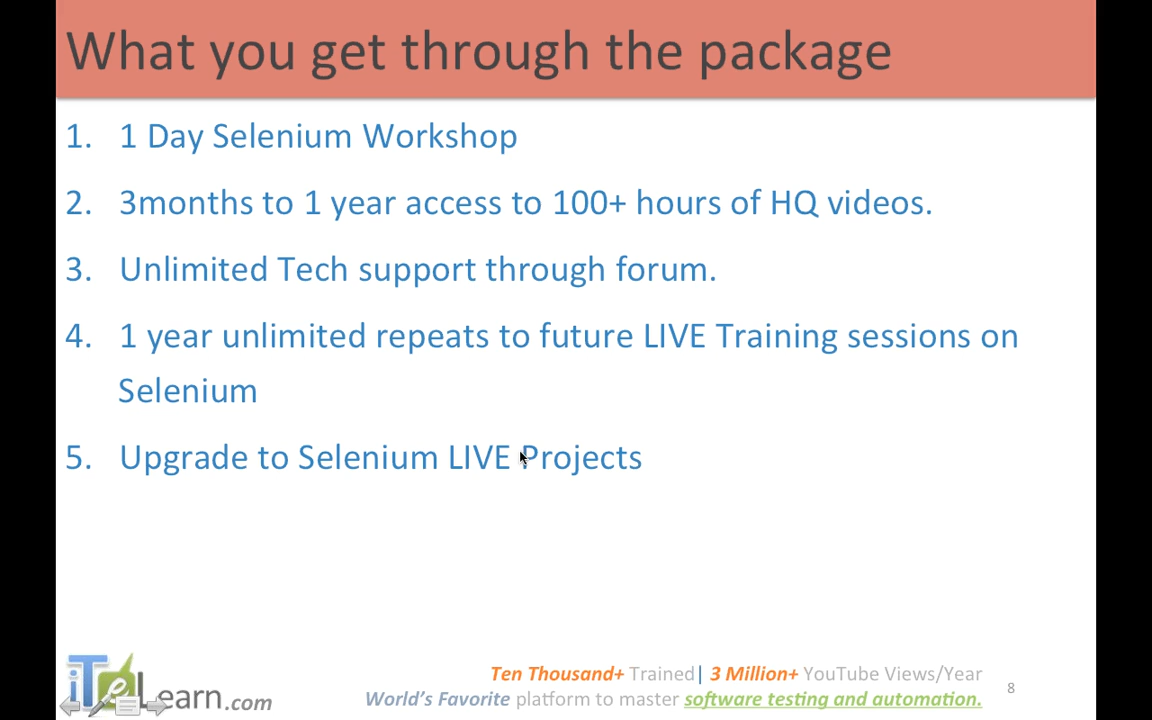 What you get through the package
1. 1 Day Selenium Workshop
2. 3months to 1 year access to 100+ hours of HQ videos.
3. Unlimited Tech support through forum.
4. 1 year unlimited repeats to future LIVE Training sessions on
Selenium
5. Upgrade to Selenium LIVE Projects
Ten Thousand+ Trained| 3 Million+ YouTube Views/Year
World's Favorite platform to master software testing and automation.
8
iTeLearn.com